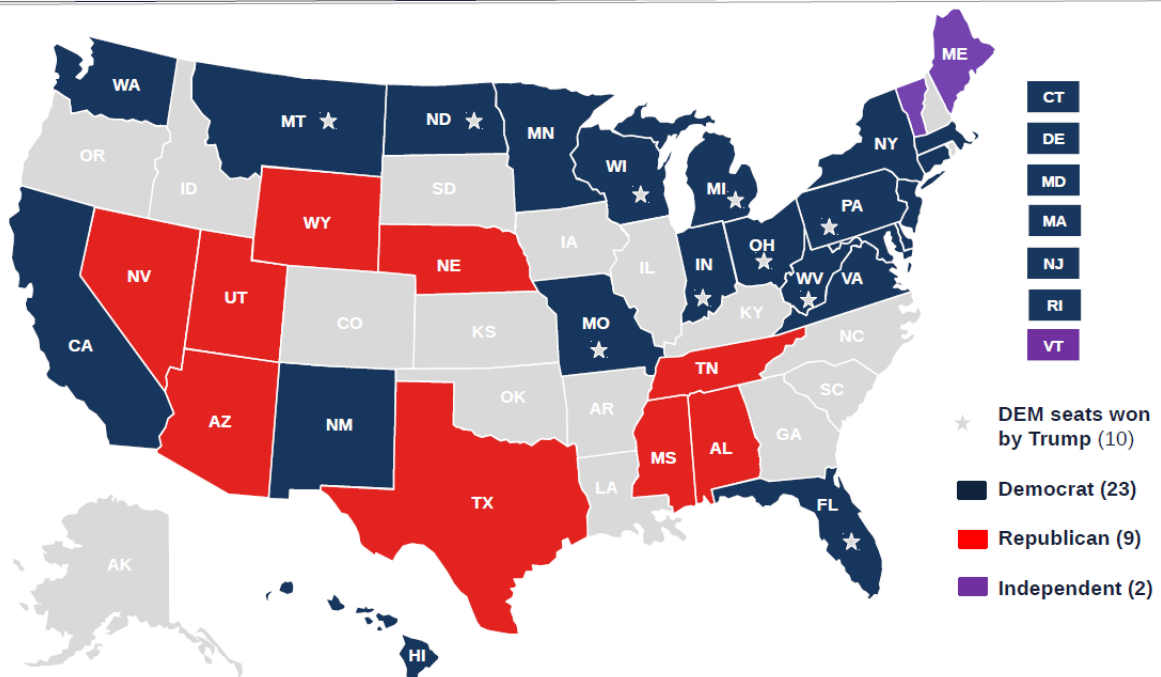 ME
WA
CT
MT
ND
MN
DE
OR
NY
WI
MD
ID
SD
MI
PA
MA
WY
IA
OH
NE
IL
IN
NJ
NV
WV
VA
UT
RI
CO
KS
MO
KY
NC
VT
CA
TN
SC
OK
AR
DEM seats won
by Trump (10)
AZ
NM
GA
MS
AL
LA
Democrat (23)
TX
FL
Republican (9)
AK
Independent (2)
HI